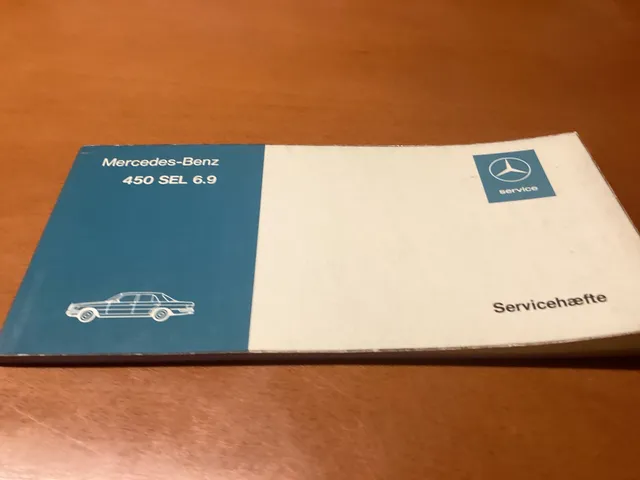 Mercedes-Benz
450 SEL 6.9
service
Servicehæfte